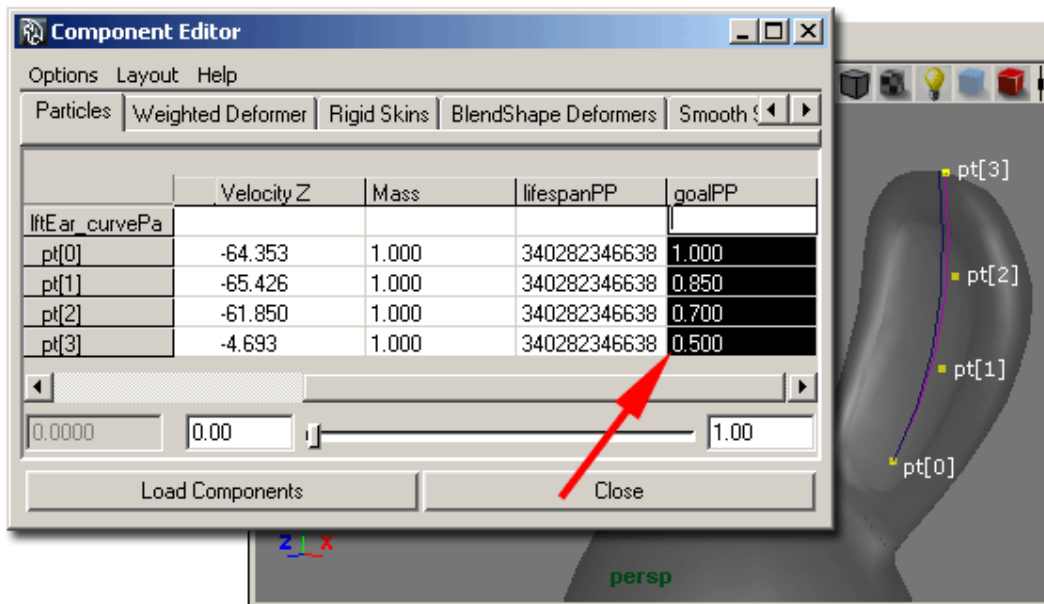 Component Editor
Options Layout Help
Particles Weighted Deformer Rigid Skins BlendShape Deformers Smooth
Velocity Z Mass lifespanPP goalPP
lftEar_curvePa
pt[0] -64.353 1.000 340282346638 1.000
pt[1] -65.426 1.000 340282346638 0.850
pt[2] -61.850 1.000 340282346638 0.700
pt[3] -4.693 1.000 340282346638 0.500
0.0000 0.00 1.00
Load Components Close
pt[3]
pt[2]
pt[1]
pt[0]
Z X
persp